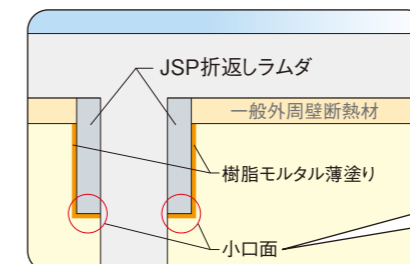 JSP折返しラムダ
一般外周壁断熱材
樹脂モルタル薄塗り
小口面